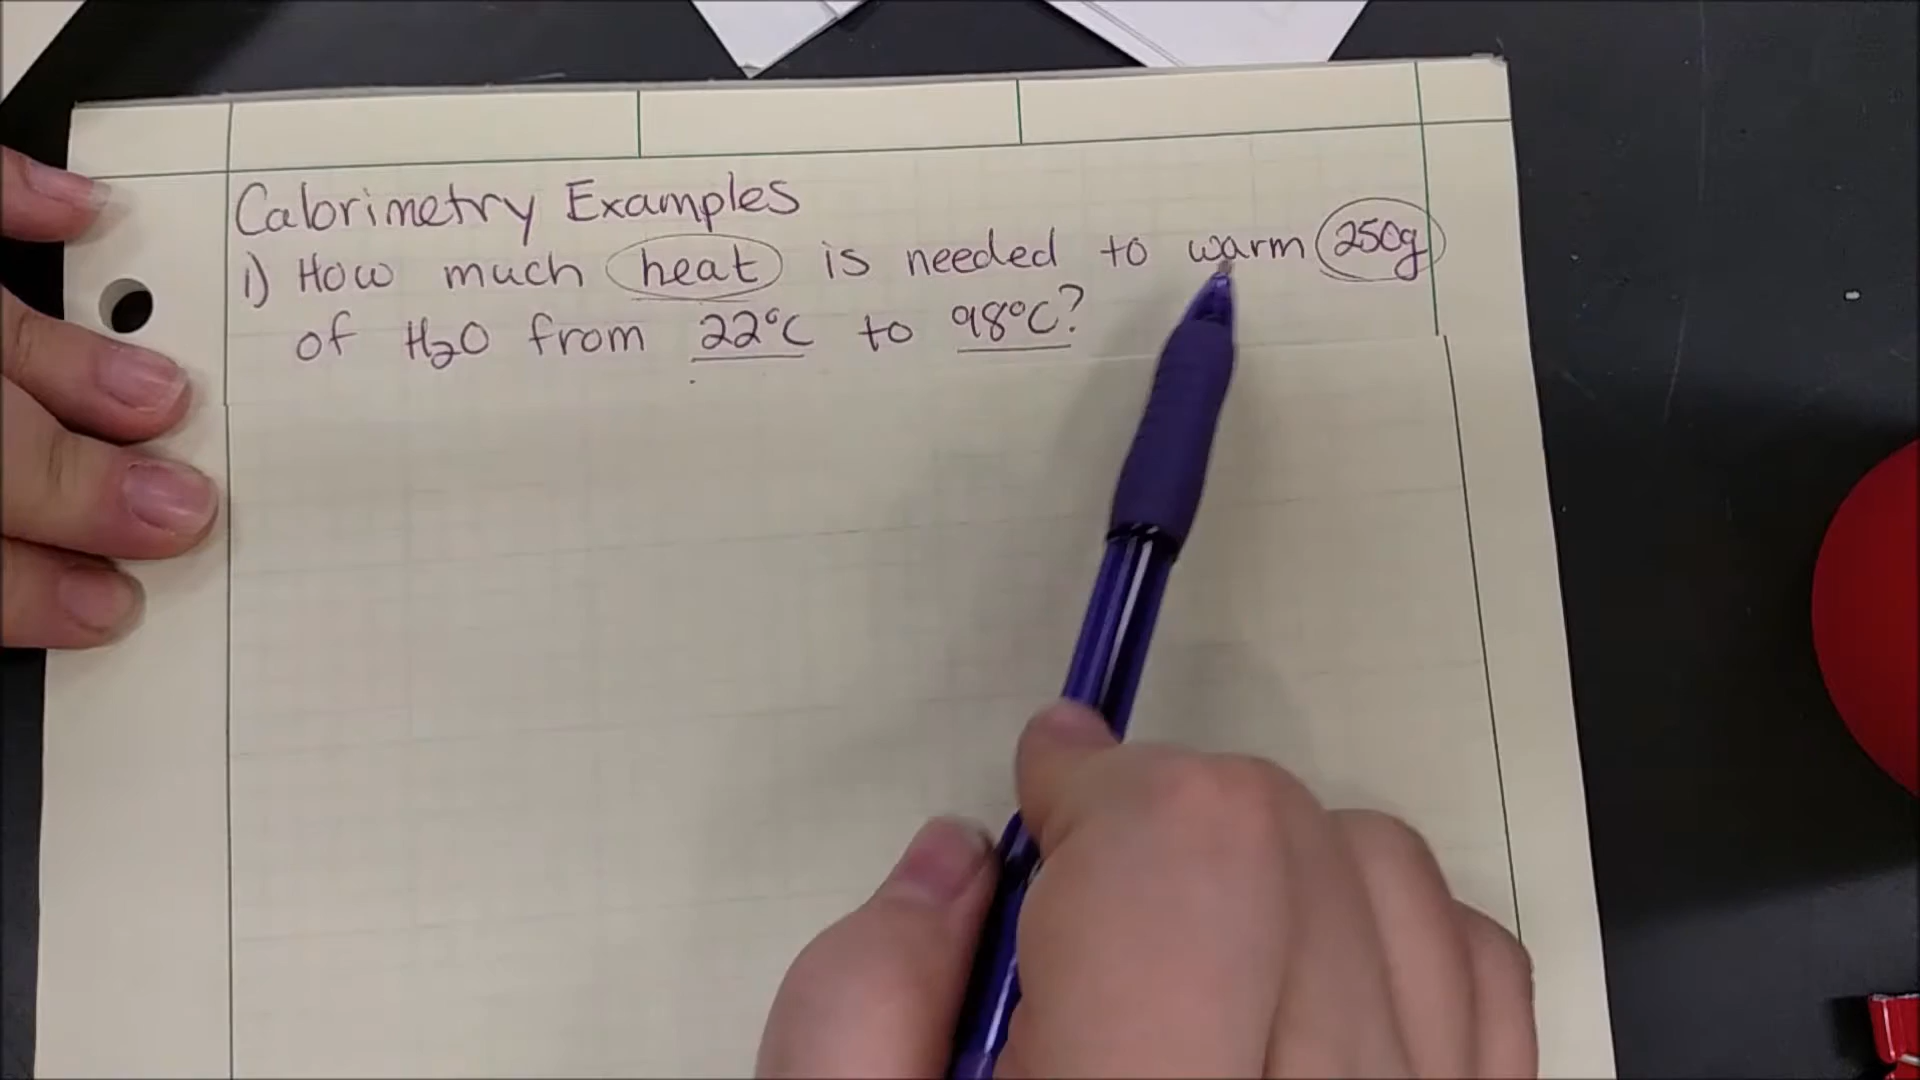 Calorimetry Examples
1) How much heat is needed to warm 250g
of H₂O from 22°C to 98°C?